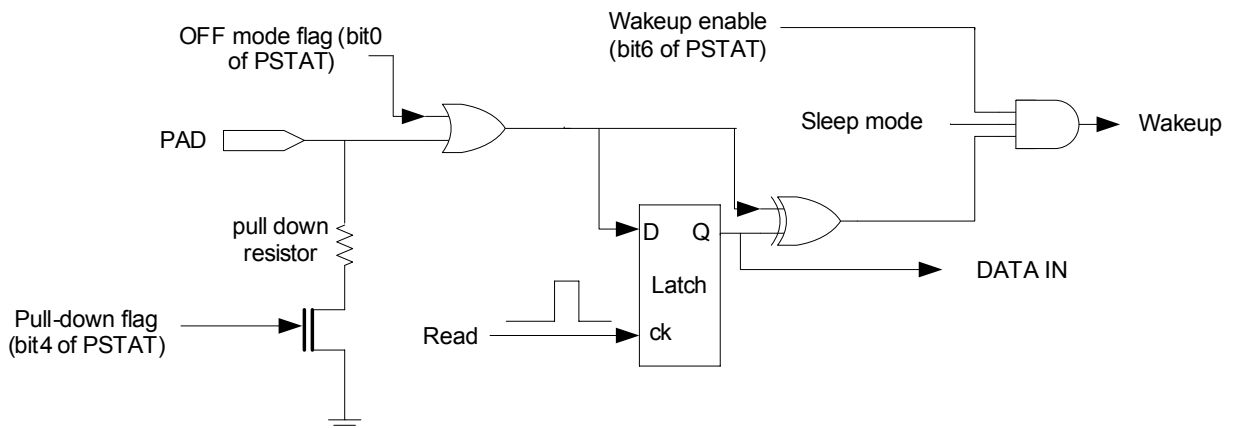 OFF mode flag (bit0
of PSTAT)
Wakeup enable
(bit6 of PSTAT)
PAD
Sleep mode
Wakeup
pull down
resistor
D Q
Latch
ck
DATA IN
Pull-down flag
(bit4 of PSTAT)
Read